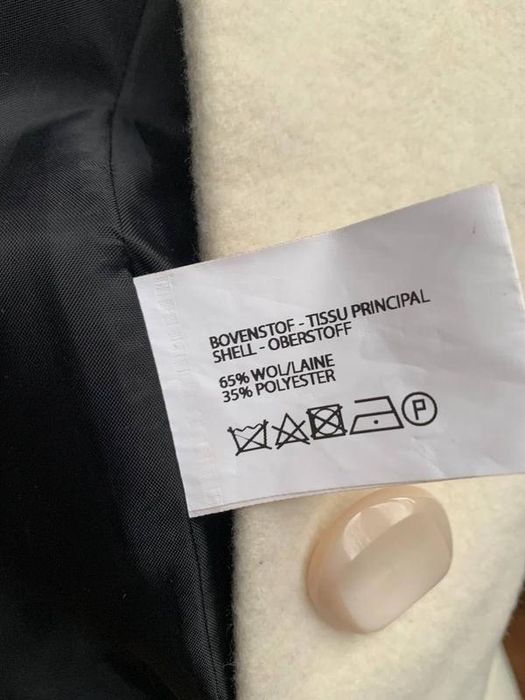 BOVENSTOF - TISSU PRINCIPAL
SHELL - OBERSTOFF
65% WOL/LAINE
35% POLYESTER
P